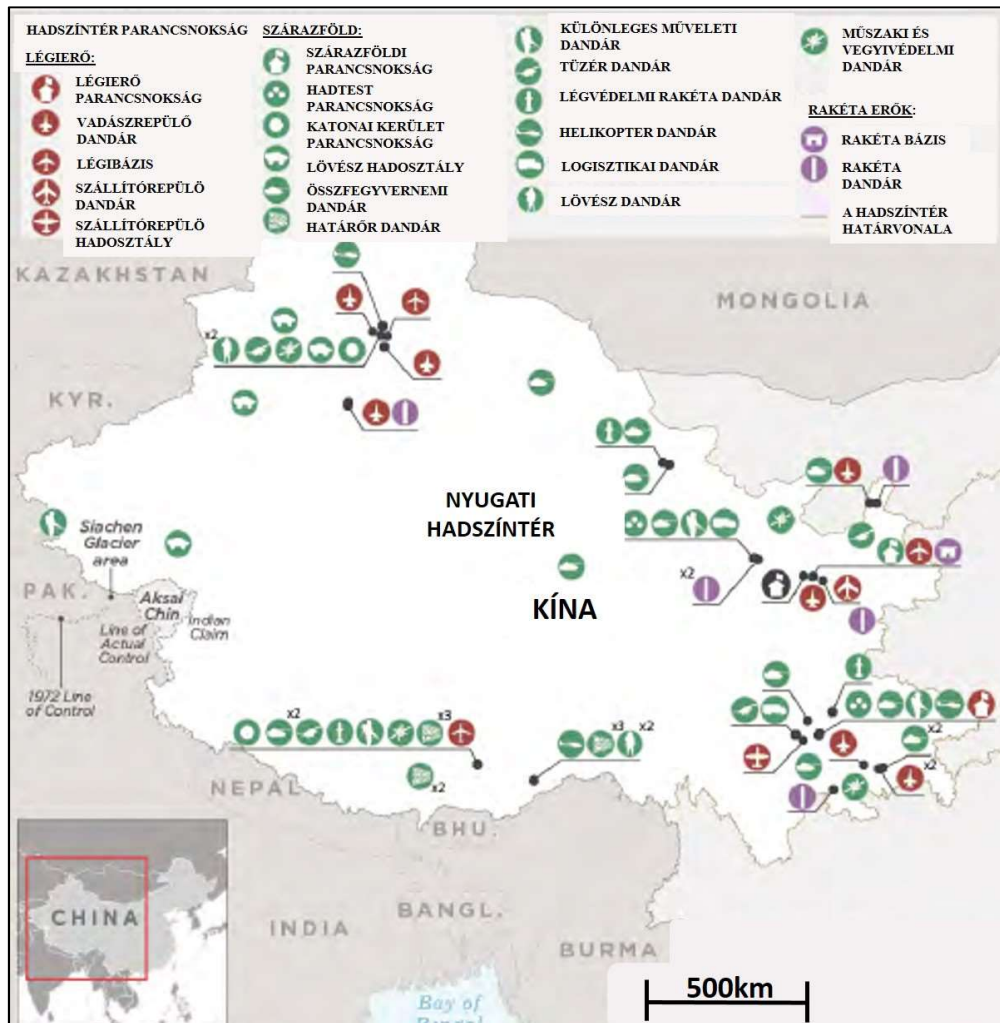 HADSZÍNTÉR PARANCSNOKSÁG
LÉGIERŐ:
LÉGIERŐ
PARANCSNOKSÁG
VADÁSZREPÜLŐ
DANDÁR
LÉGIBÁZIS
SZÁLLÍTÓREPÜLŐ
DANDÁR
SZÁLLÍTÓREPÜLŐ
HADOSZTÁLY
SZÁRAZFÖLD:
SZÁRAZFÖLDI
PARANCSNOKSÁG
HADTEST
PARANCSNOKSÁG
KATONAI KERÜLET
PARANCSNOKSÁG
LÖVÉSZ HADOSZTÁLY
ÖSSZFEGYVERNEMI
DANDÁR
HATÁRŐR DANDÁR
KÜLÖNLEGES MŰVELETI
DANDÁR
TÜZÉR DANDÁR
LÉGVÉDELMI RAKÉTA DANDÁR
HELIKOPTER DANDÁR
LOGISZTIKAI DANDÁR
LÖVÉSZ DANDÁR
MŰSZAKI ÉS
VEGYIVÉDELMI
DANDÁR
RAKÉTA ERŐK:
RAKÉTA BÁZIS
RAKÉTA
DANDÁR
A HADSZÍNTÉR
HATÁRVONALA
KAZAKHSTAN
MONGOLIA
x2
KYR.
NYUGATI
HADSZÍNTÉR
Siachen
Glacier
area
PAK.
Aksai
Chin
Indian
Claim
Line of
Actual
Control
1972 Line
of Control
x2
KÍNA
x2
x3
x3
x2
x2
x2
x2
NEPAL
BHU.
CHINA
INDIA
BANGL.
BURMA
500km
Bay of
Bengal